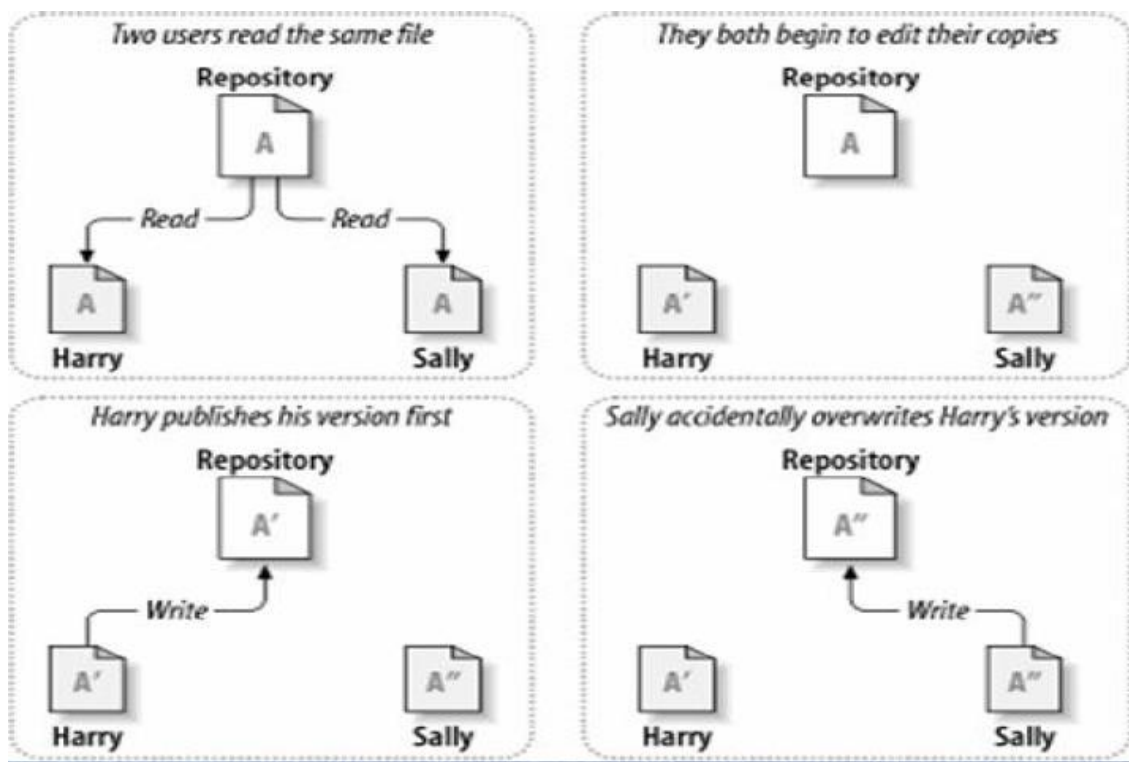 Two users read the same file
Repository
A
Read
Read
A
A
Harry
Sally
They both begin to edit their copies
Repository
A
A′
A″
Harry
Sally
Harry publishes his version first
Repository
A′
Write
A′
A″
Harry
Sally
Sally accidentally overwrites Harry's version
Repository
A″
Write
A′
A″
Harry
Sally